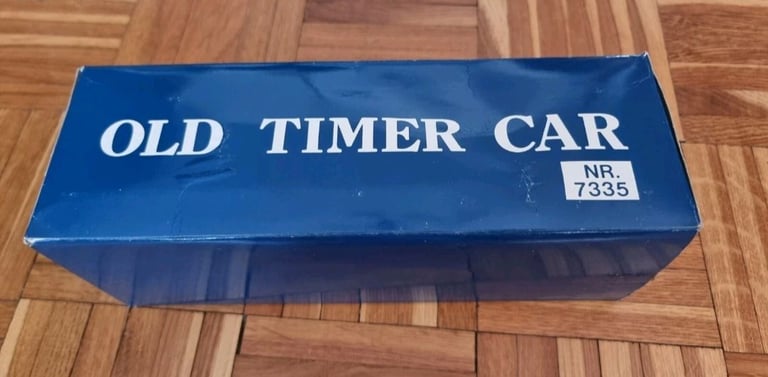 OLD TIMER CAR
NR.
7335